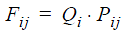 F_ij = Q_i · P_ij